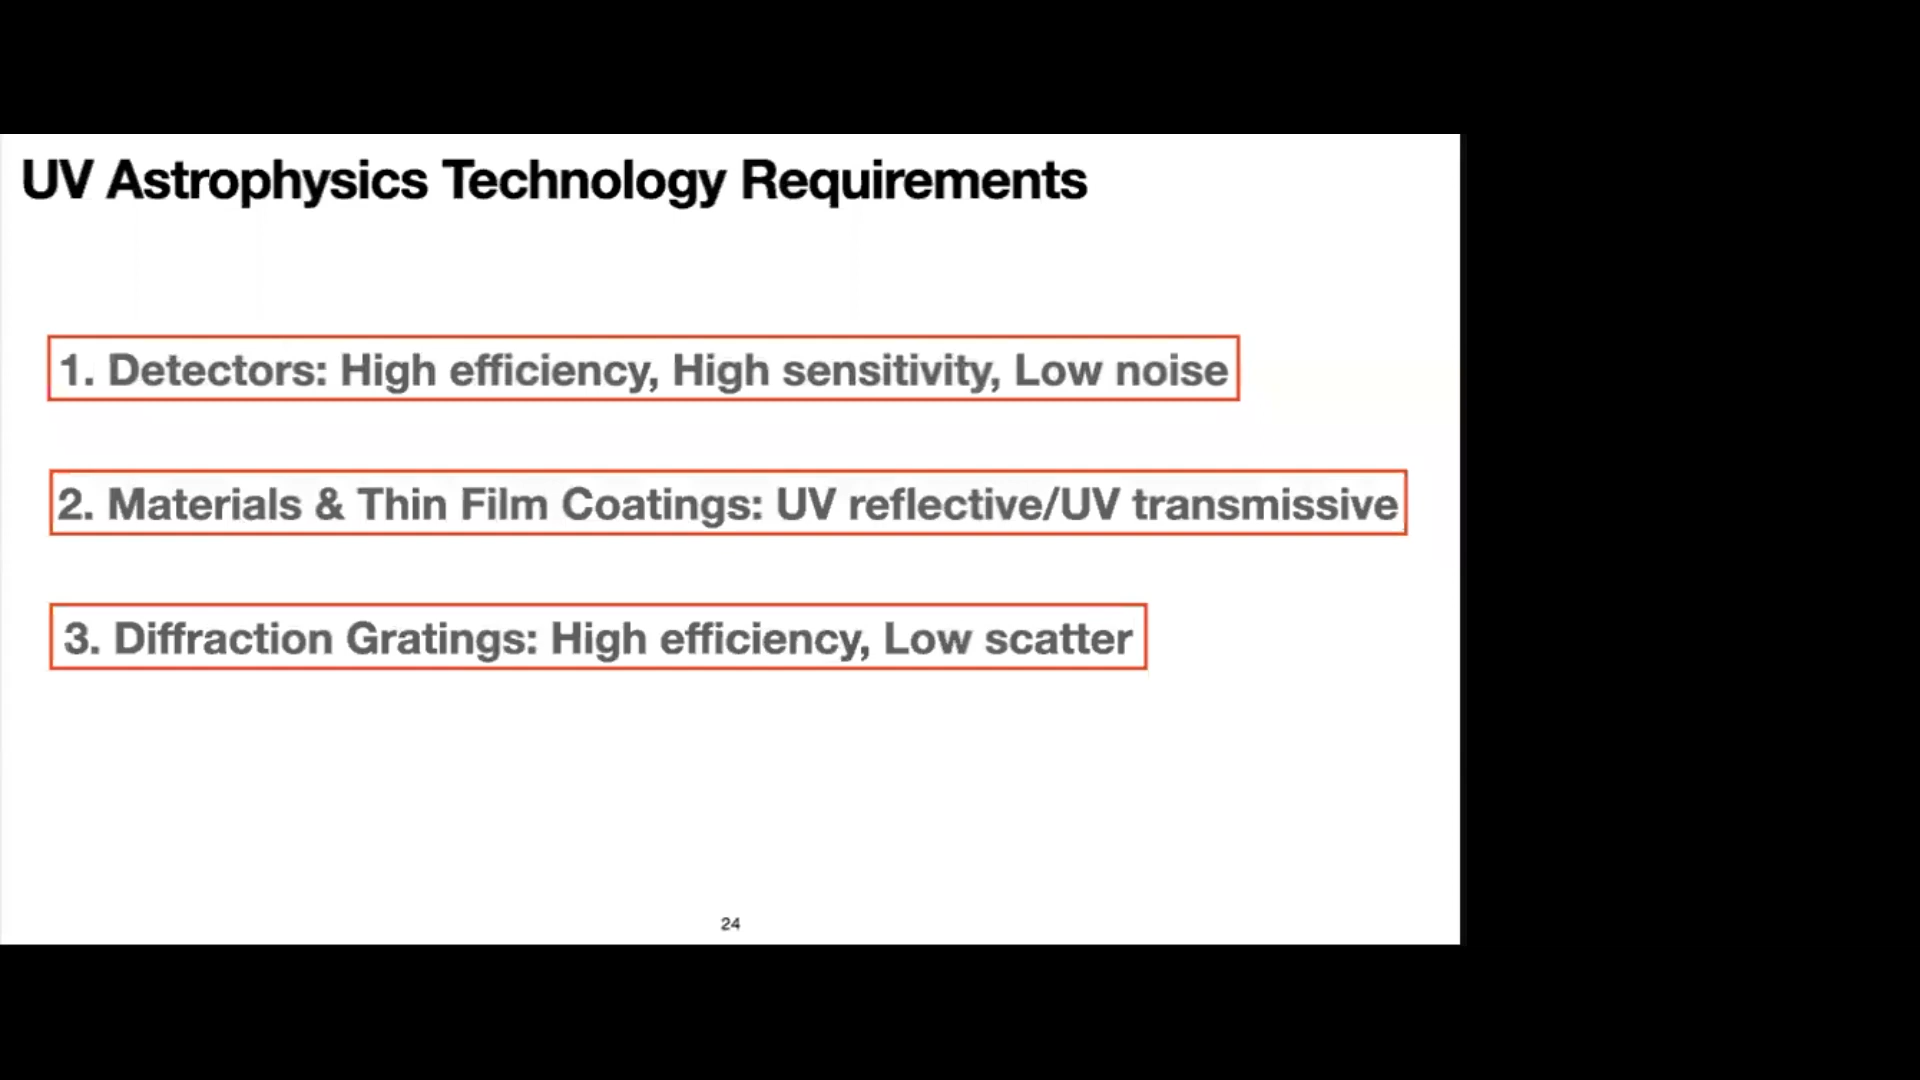 UV Astrophysics Technology Requirements
1. Detectors: High efficiency, High sensitivity, Low noise
2. Materials & Thin Film Coatings: UV reflective/UV transmissive
3. Diffraction Gratings: High efficiency, Low scatter
24